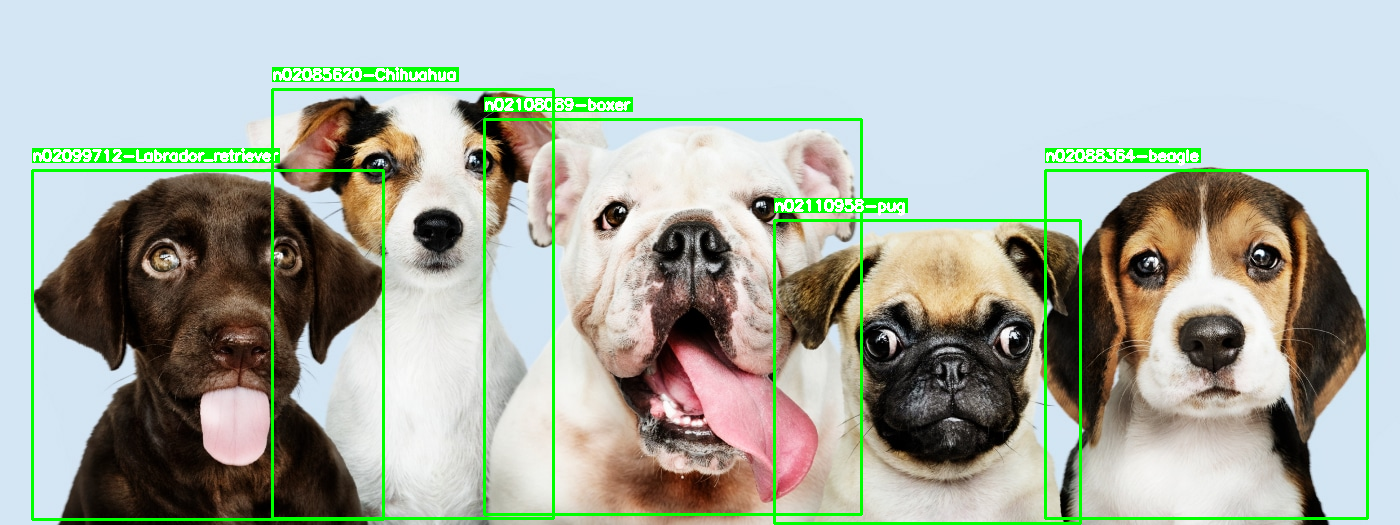 n02085620-Chihuahua
n02108089-boxer
n02099712-Labrador_retriever
n02088364-beagle
n02110958-pug